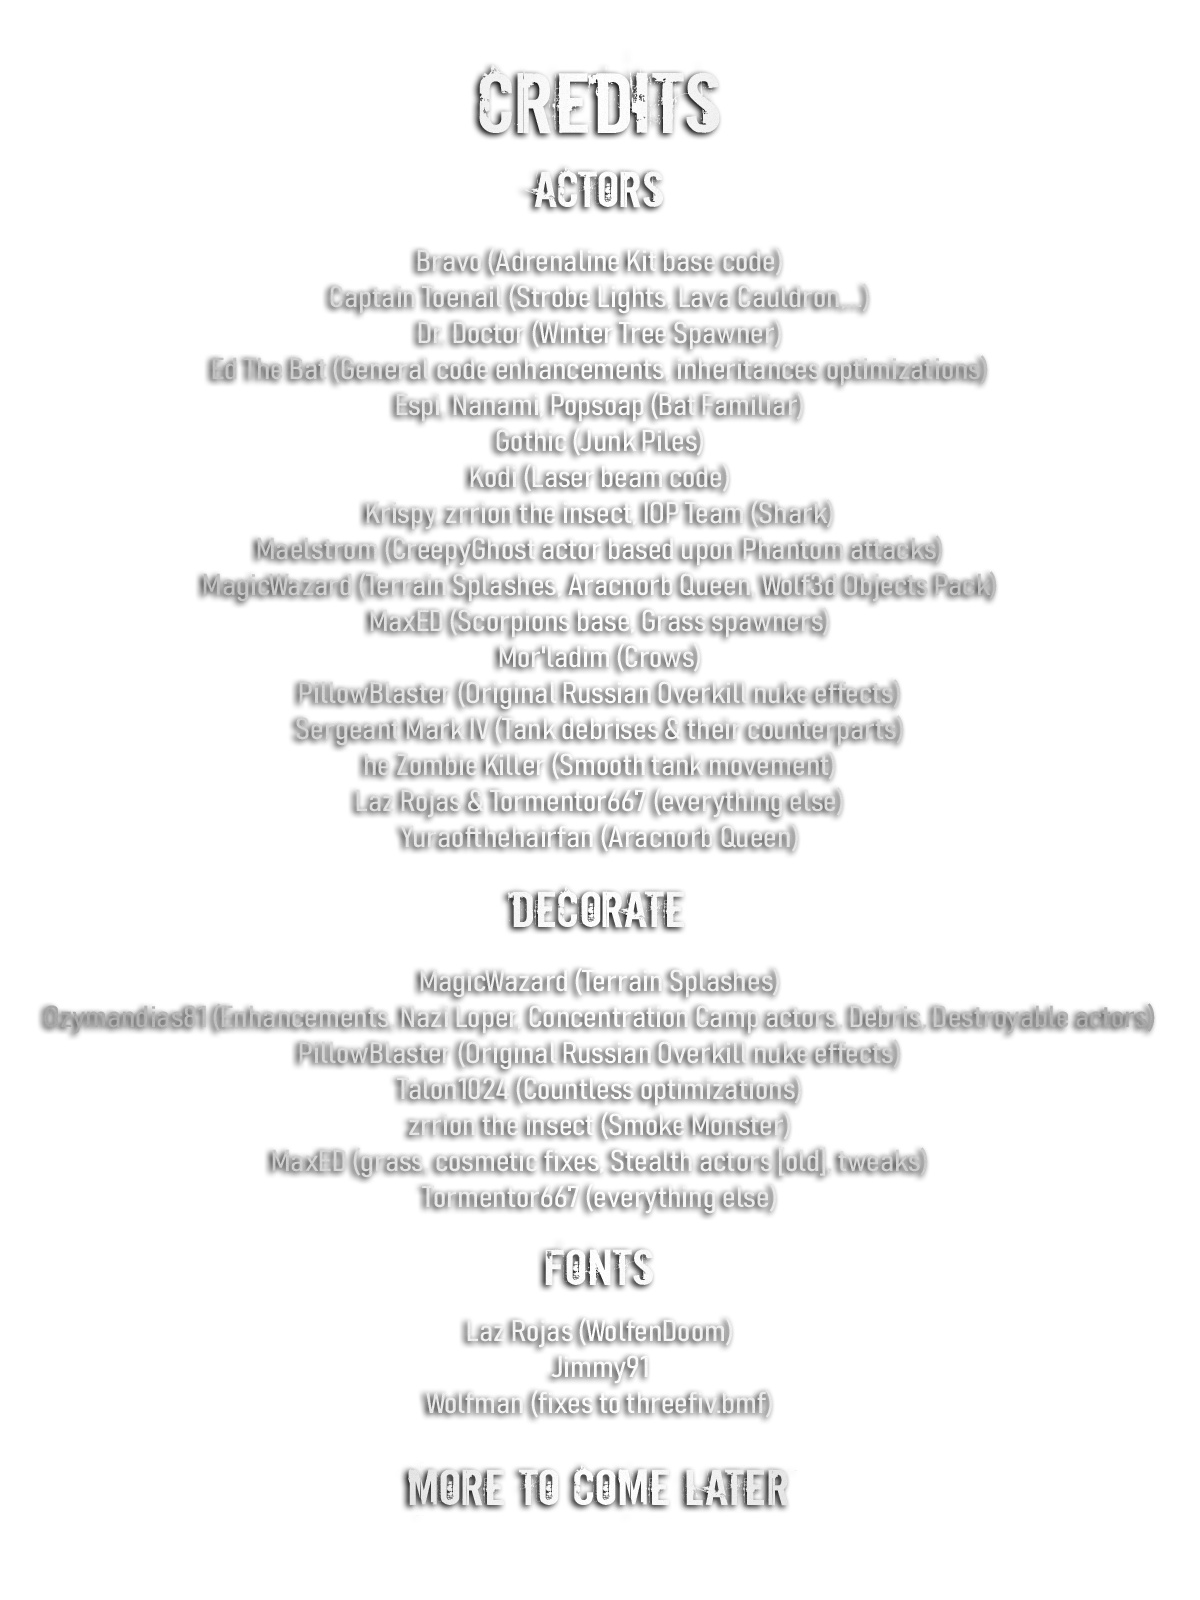 CREDITS
ACTORS
Bravo (Adrenaline Kit base code)
Captain Toenail (Strobe Lights, Lava Cauldron,...)
Dr. Doctor (Winter Tree Spawner)
Ed The Bat (General code enhancements, inheritances optimizations)
Espi, Nanami, Popsoap (Bat Familiar)
Gothic (Junk Piles)
Kodi (Laser beam code)
Krispy, zrrion the insect, IOP Team (Shark)
Maelstrom (CreepyGhost actor based upon Phantom attacks)
MagicWazard (Terrain Splashes, Aracnorb Queen, Wolf3d Objects Pack)
MaxED (Scorpions base, Grass spawners)
Mor'ladim (Crows)
PillowBlaster (Original Russian Overkill nuke effects)
Sergeant Mark IV (Tank debrises & their counterparts)
he Zombie Killer (Smooth tank movement)
Laz Rojas & Tormentor667 (everything else)
Yuraofthehairfan (Aracnorb Queen)
DECORATE
MagicWazard (Terrain Splashes)
Ozymandias81 (Enhancements, Nazi Loper, Concentration Camp actors, Debris, Destroyable actors)
PillowBlaster (Original Russian Overkill nuke effects)
Talon1024 (Countless optimizations)
zrrion the insect (Smoke Monster)
MaxED (grass, cosmetic fixes, Stealth actors [old], tweaks)
Tormentor667 (everything else)
FONTS
Laz Rojas (WolfenDoom)
Jimmy91
Wolfman (fixes to threefiv.bmf)
MORE TO COME LATER